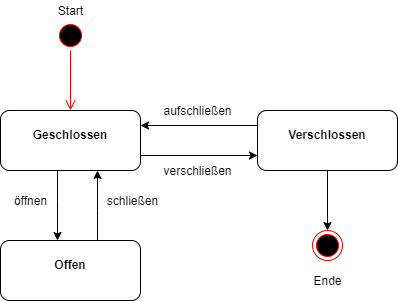 Start
aufschließen
Geschlossen
Verschlossen
verschließen
öffnen
schließen
Offen
Ende